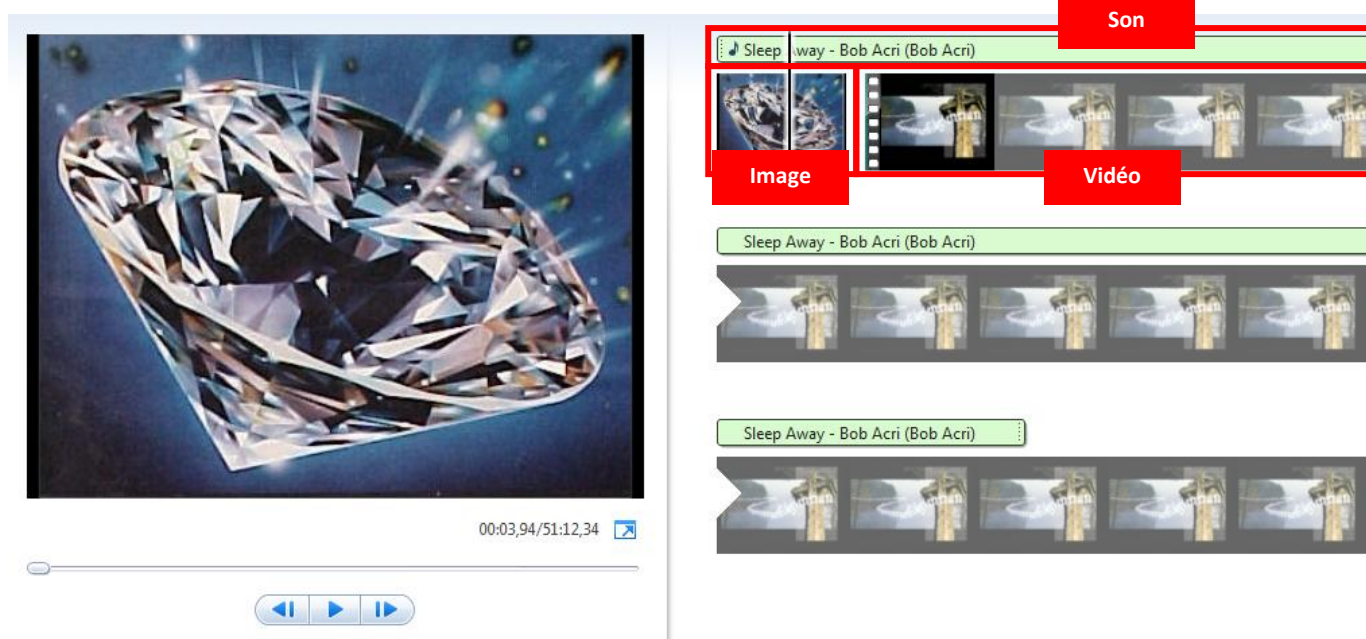 Son
Sleep Away - Bob Acri (Bob Acri)
Image
Vidéo
Sleep Away - Bob Acri (Bob Acri)
Sleep Away - Bob Acri (Bob Acri)
00:03,94/51:12,34